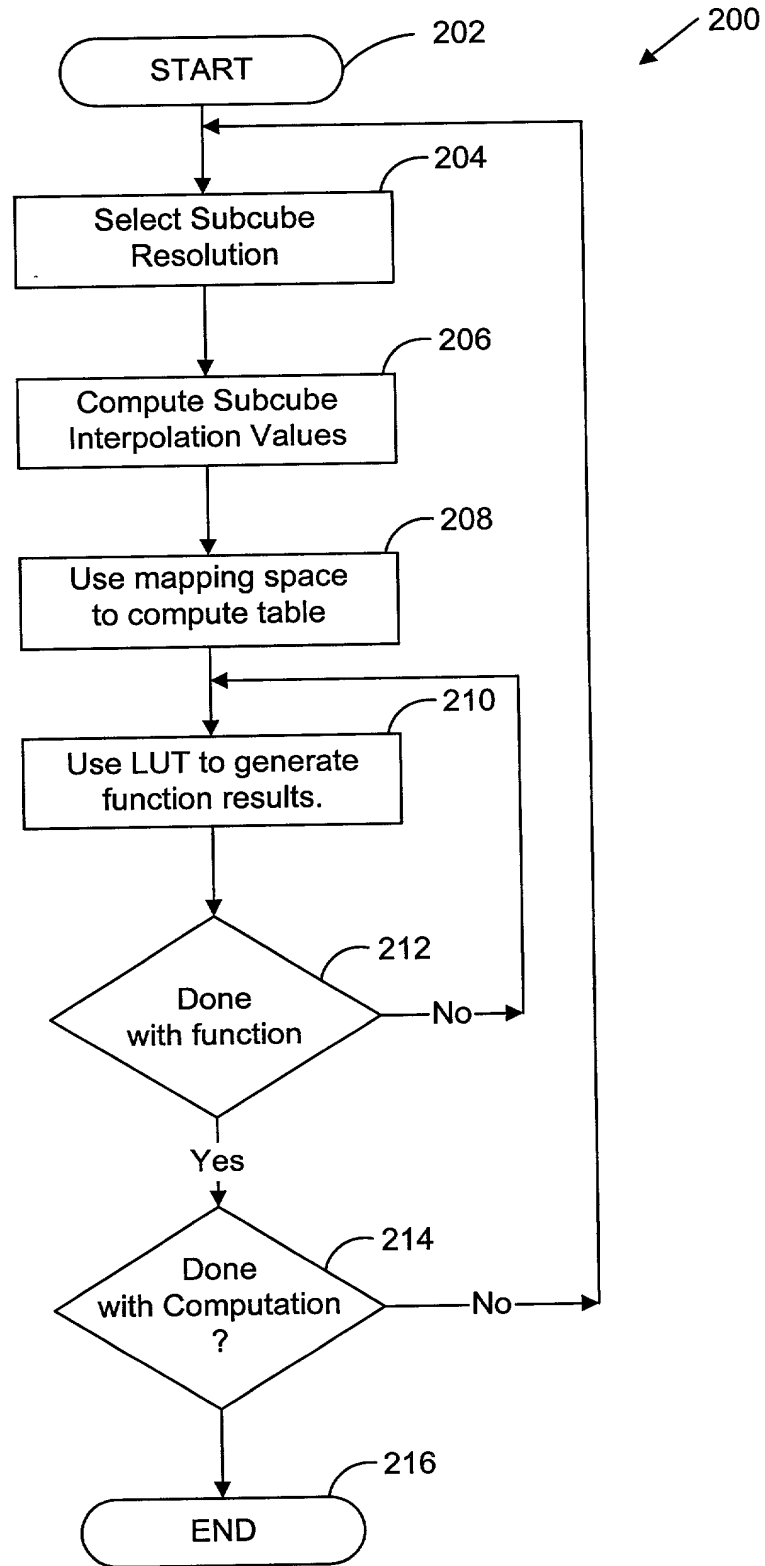 200
202
START
204
Select Subcube
Resolution
206
Compute Subcube
Interpolation Values
208
Use mapping space
to compute table
210
Use LUT to generate
function results.
212
Done
with function
No
Yes
214
Done
with Computation
?
No
216
END